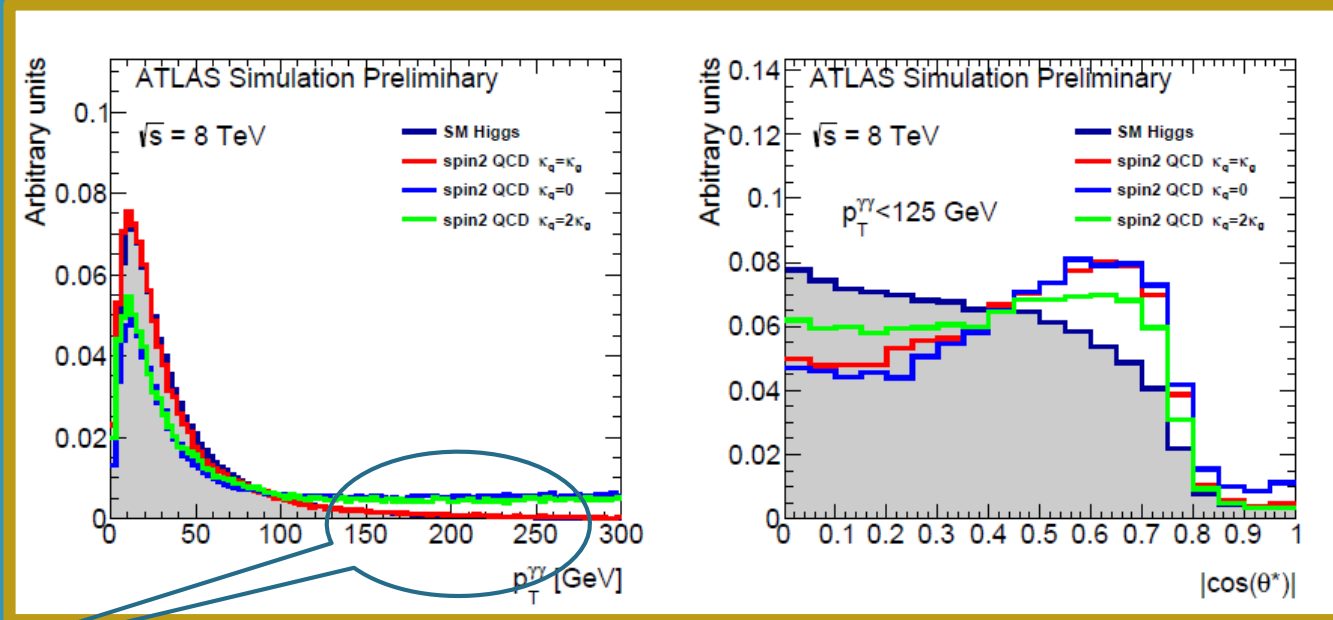 Arbitrary units
ATLAS Simulation Preliminary
√s = 8 TeV
SM Higgs
spin2 QCD κq=κg
spin2 QCD κq=0
spin2 QCD κq=2κg
0.1
0.08
0.06
0.04
0.02
0
0 50 100 150 200 250 300
pTγγ [GeV]
Arbitrary units
ATLAS Simulation Preliminary
√s = 8 TeV
pTγγ<125 GeV
SM Higgs
spin2 QCD κq=κg
spin2 QCD κq=0
spin2 QCD κq=2κg
0.14
0.12
0.1
0.08
0.06
0.04
0.02
0
0 0.1 0.2 0.3 0.4 0.5 0.6 0.7 0.8 0.9 1
|cos(θ*)|